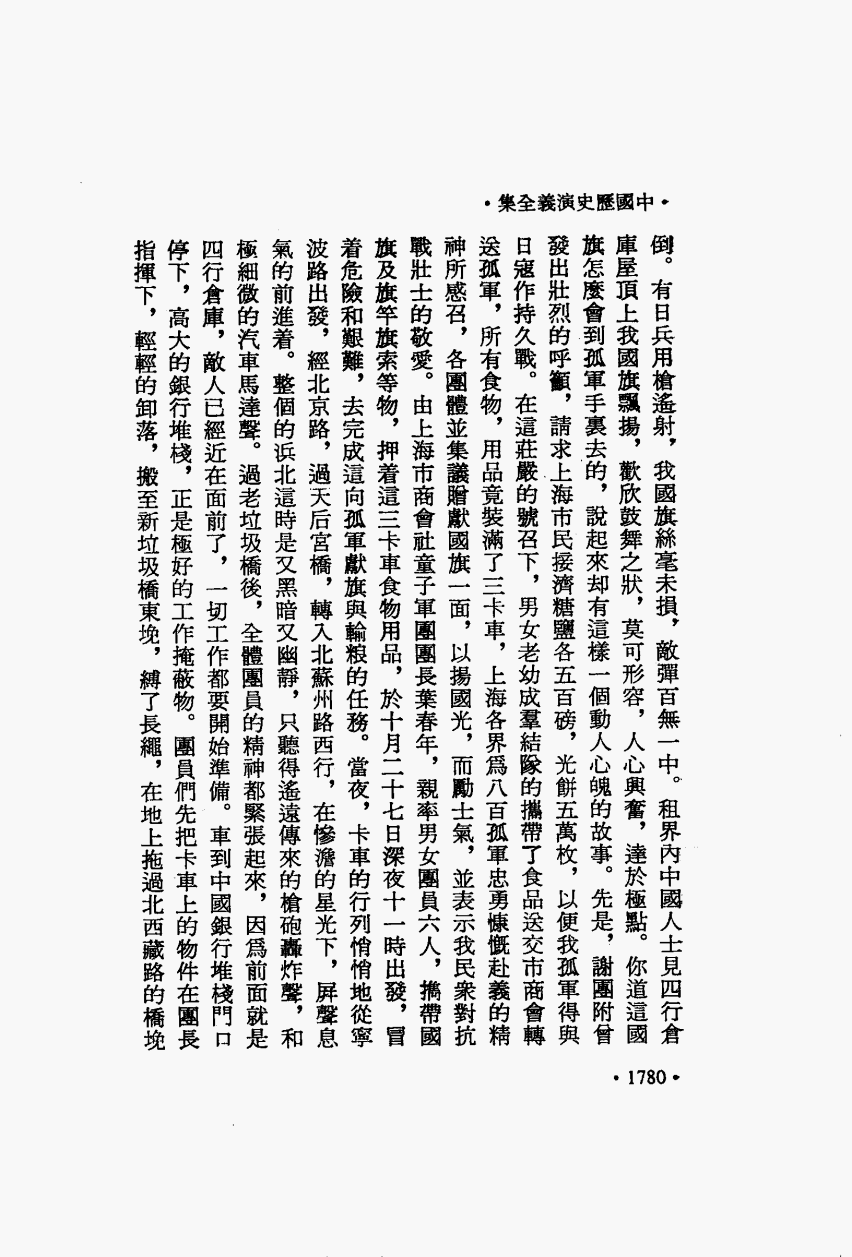 ·中國歷史演義全集·
倒。有日兵用槍遙射，我國旗絲毫未損，敵彈百無一中。租界內中國人士見四行倉
庫屋頂上我國旗飄揚，歡欣鼓舞之狀，莫可形容，人心興奮，達於極點。你道這國
旗怎麼會到孤軍手裏去的，說起來却有這樣一個動人心魄的故事。先是，謝團附曾
發出壯烈的呼籲，請求上海市民接濟糖鹽各五百磅，光餅五萬枚，以便我孤軍得與
日寇作持久戰。在這莊嚴的號召下，男女老幼成羣結隊的攜帶了食品送交市商會轉
送孤軍，所有食物，用品竟裝滿了三卡車，上海各界爲八百孤軍忠勇慷慨赴義的精
神所感召，各團體並集議贈獻國旗一面，以揚國光，而勵士氣，並表示我民衆對抗
戰壯士的敬愛。由上海市商會社童子軍團團長葉春年，親率男女團員六人，攜帶國
旗及旗竿旗索等物，押着這三卡車食物用品，於十月二十七日深夜十一時出發，冒
着危險和艱難，去完成這向孤軍獻旗與輸粮的任務。當夜，卡車的行列悄悄地從寧
波路出發，經北京路，過天后宮橋，轉入北蘇州路西行，在慘澹的星光下，屏聲息
氣的前進着。整個的浜北這時是又黑暗又幽靜，只聽得遙遠傳來的槍砲轟炸聲，和
極細微的汽車馬達聲。過老垃圾橋後，全體團員的精神都緊張起來，因爲前面就是
四行倉庫，敵人已經近在面前了，一切工作都要開始準備。車到中國銀行堆棧門口
停下，高大的銀行堆棧，正是極好的工作掩蔽物。團員們先把卡車上的物件在團長
指揮下，輕輕的卸落，搬至新垃圾橋東堍，縛了長繩，在地上拖過北西藏路的橋堍
·1780·